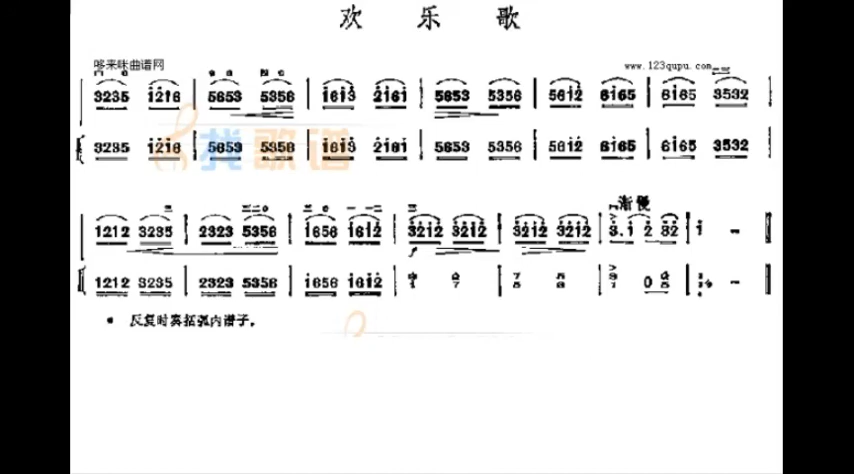 欢 乐 歌
哆来咪曲谱网 www.123qupu.com
3235 1216 | 5653 5356 | 1613 2161 | 5653 5356 | 5612 6165 | 6165 3532
3235 1216 | 5653 5356 | 1613 2161 | 5653 5356 | 5612 6165 | 6165 3532
找歌谱
渐慢
1212 3235 | 2323 5356 | 1656 1612 | 3212 3212 | 3212 3212 | 3.1 2 32 | 1 –
1212 3235 | 2323 5356 | 1656 1612
反复时奏括弧内谱子。